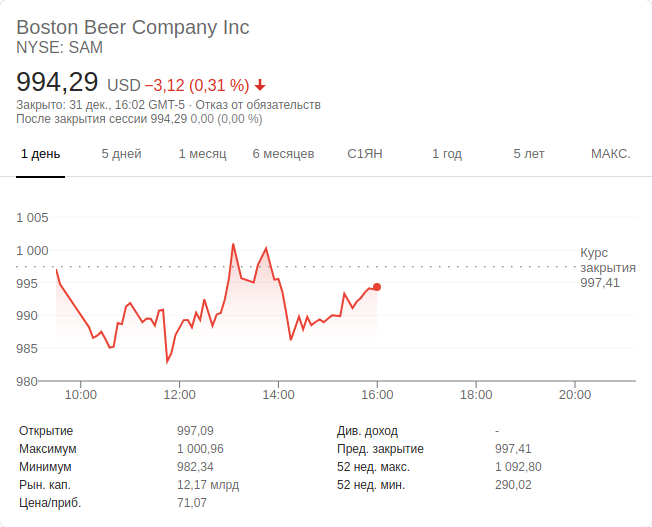 Boston Beer Company Inc
NYSE: SAM
994,29 USD −3,12 (0,31 %)
Закрыто: 31 дек., 16:02 GMT-5 · Отказ от обязательств
После закрытия сессии 994,29 0,00 (0,00 %)
1 день 5 дней 1 месяц 6 месяцев С1ЯН 1 год 5 лет МАКС.
1 005
1 000
995
990
985
980
Курс
закрытия
997,41
10:00 12:00 14:00 16:00 18:00 20:00
Открытие 997,09 Див. доход -
Максимум 1 000,96 Пред. закрытие 997,41
Минимум 982,34 52 нед. макс. 1 092,80
Рын. кап. 12,17 млрд 52 нед. мин. 290,02
Цена/приб. 71,07